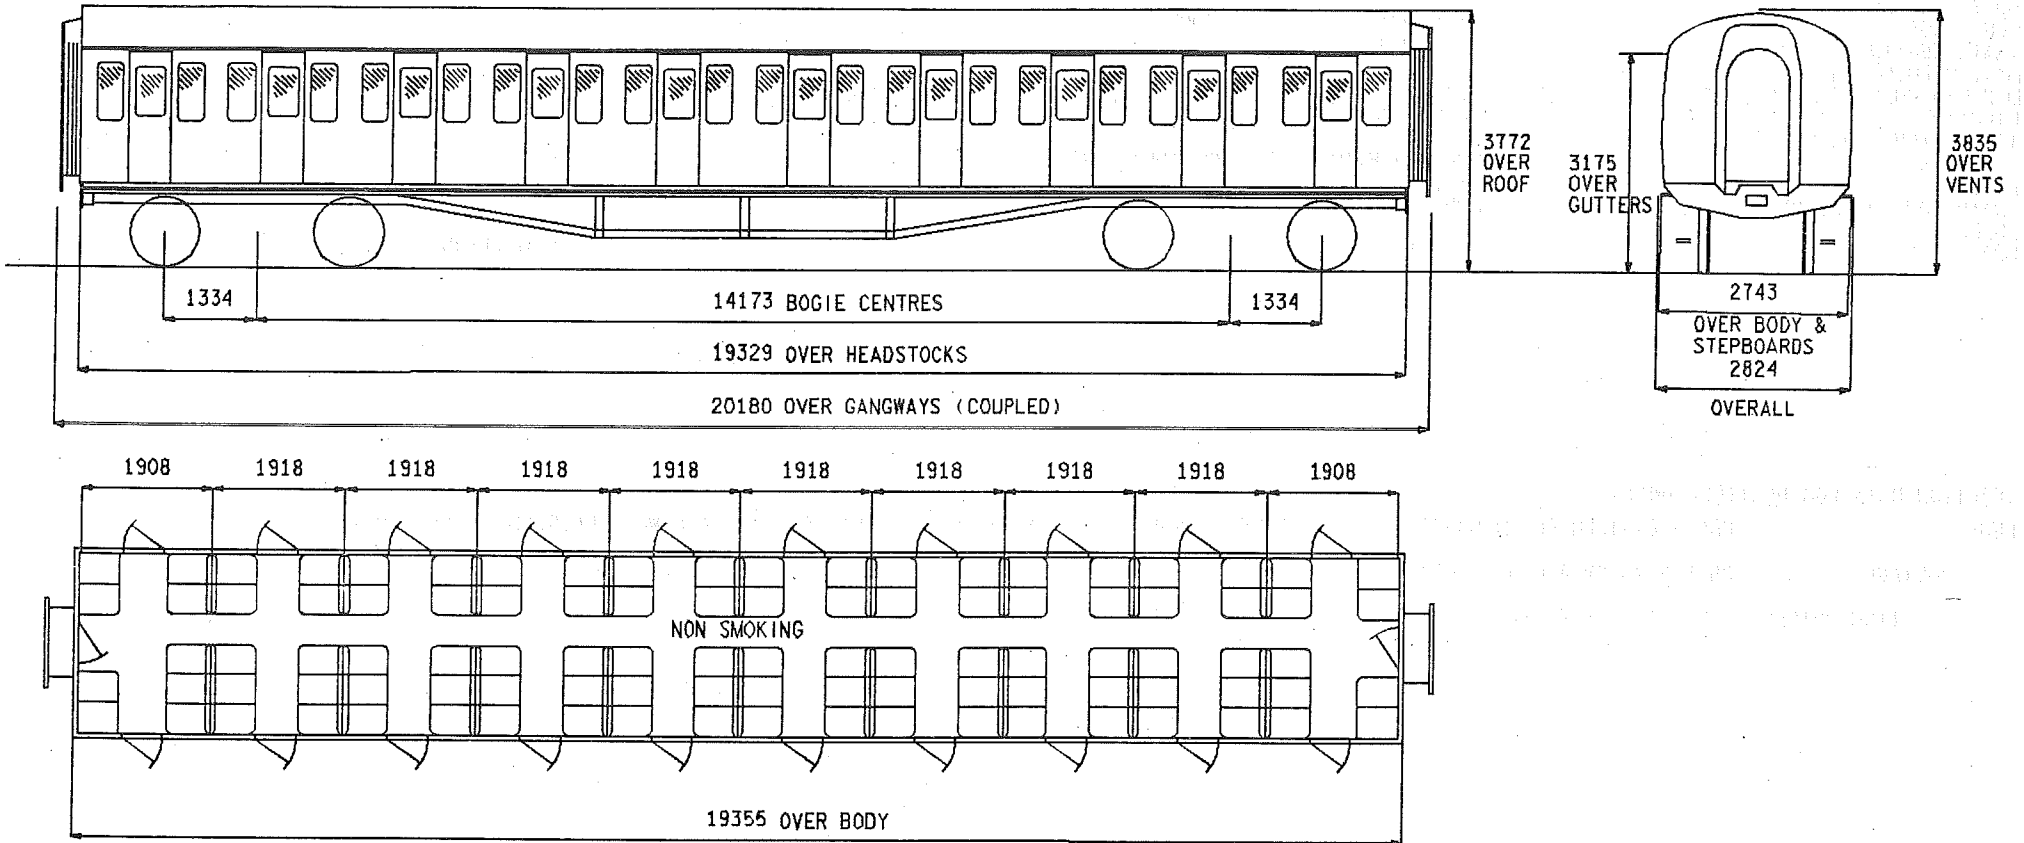 3772
OVER
ROOF
3175
OVER
GUTTERS
3835
OVER
VENTS
1334
14173 BOGIE CENTRES
1334
2743
OVER BODY &
STEPBOARDS
2824
OVERALL
19329 OVER HEADSTOCKS
20180 OVER GANGWAYS (COUPLED)
1908 1918 1918 1918 1918 1918 1918 1918 1918 1908
NON SMOKING
19355 OVER BODY